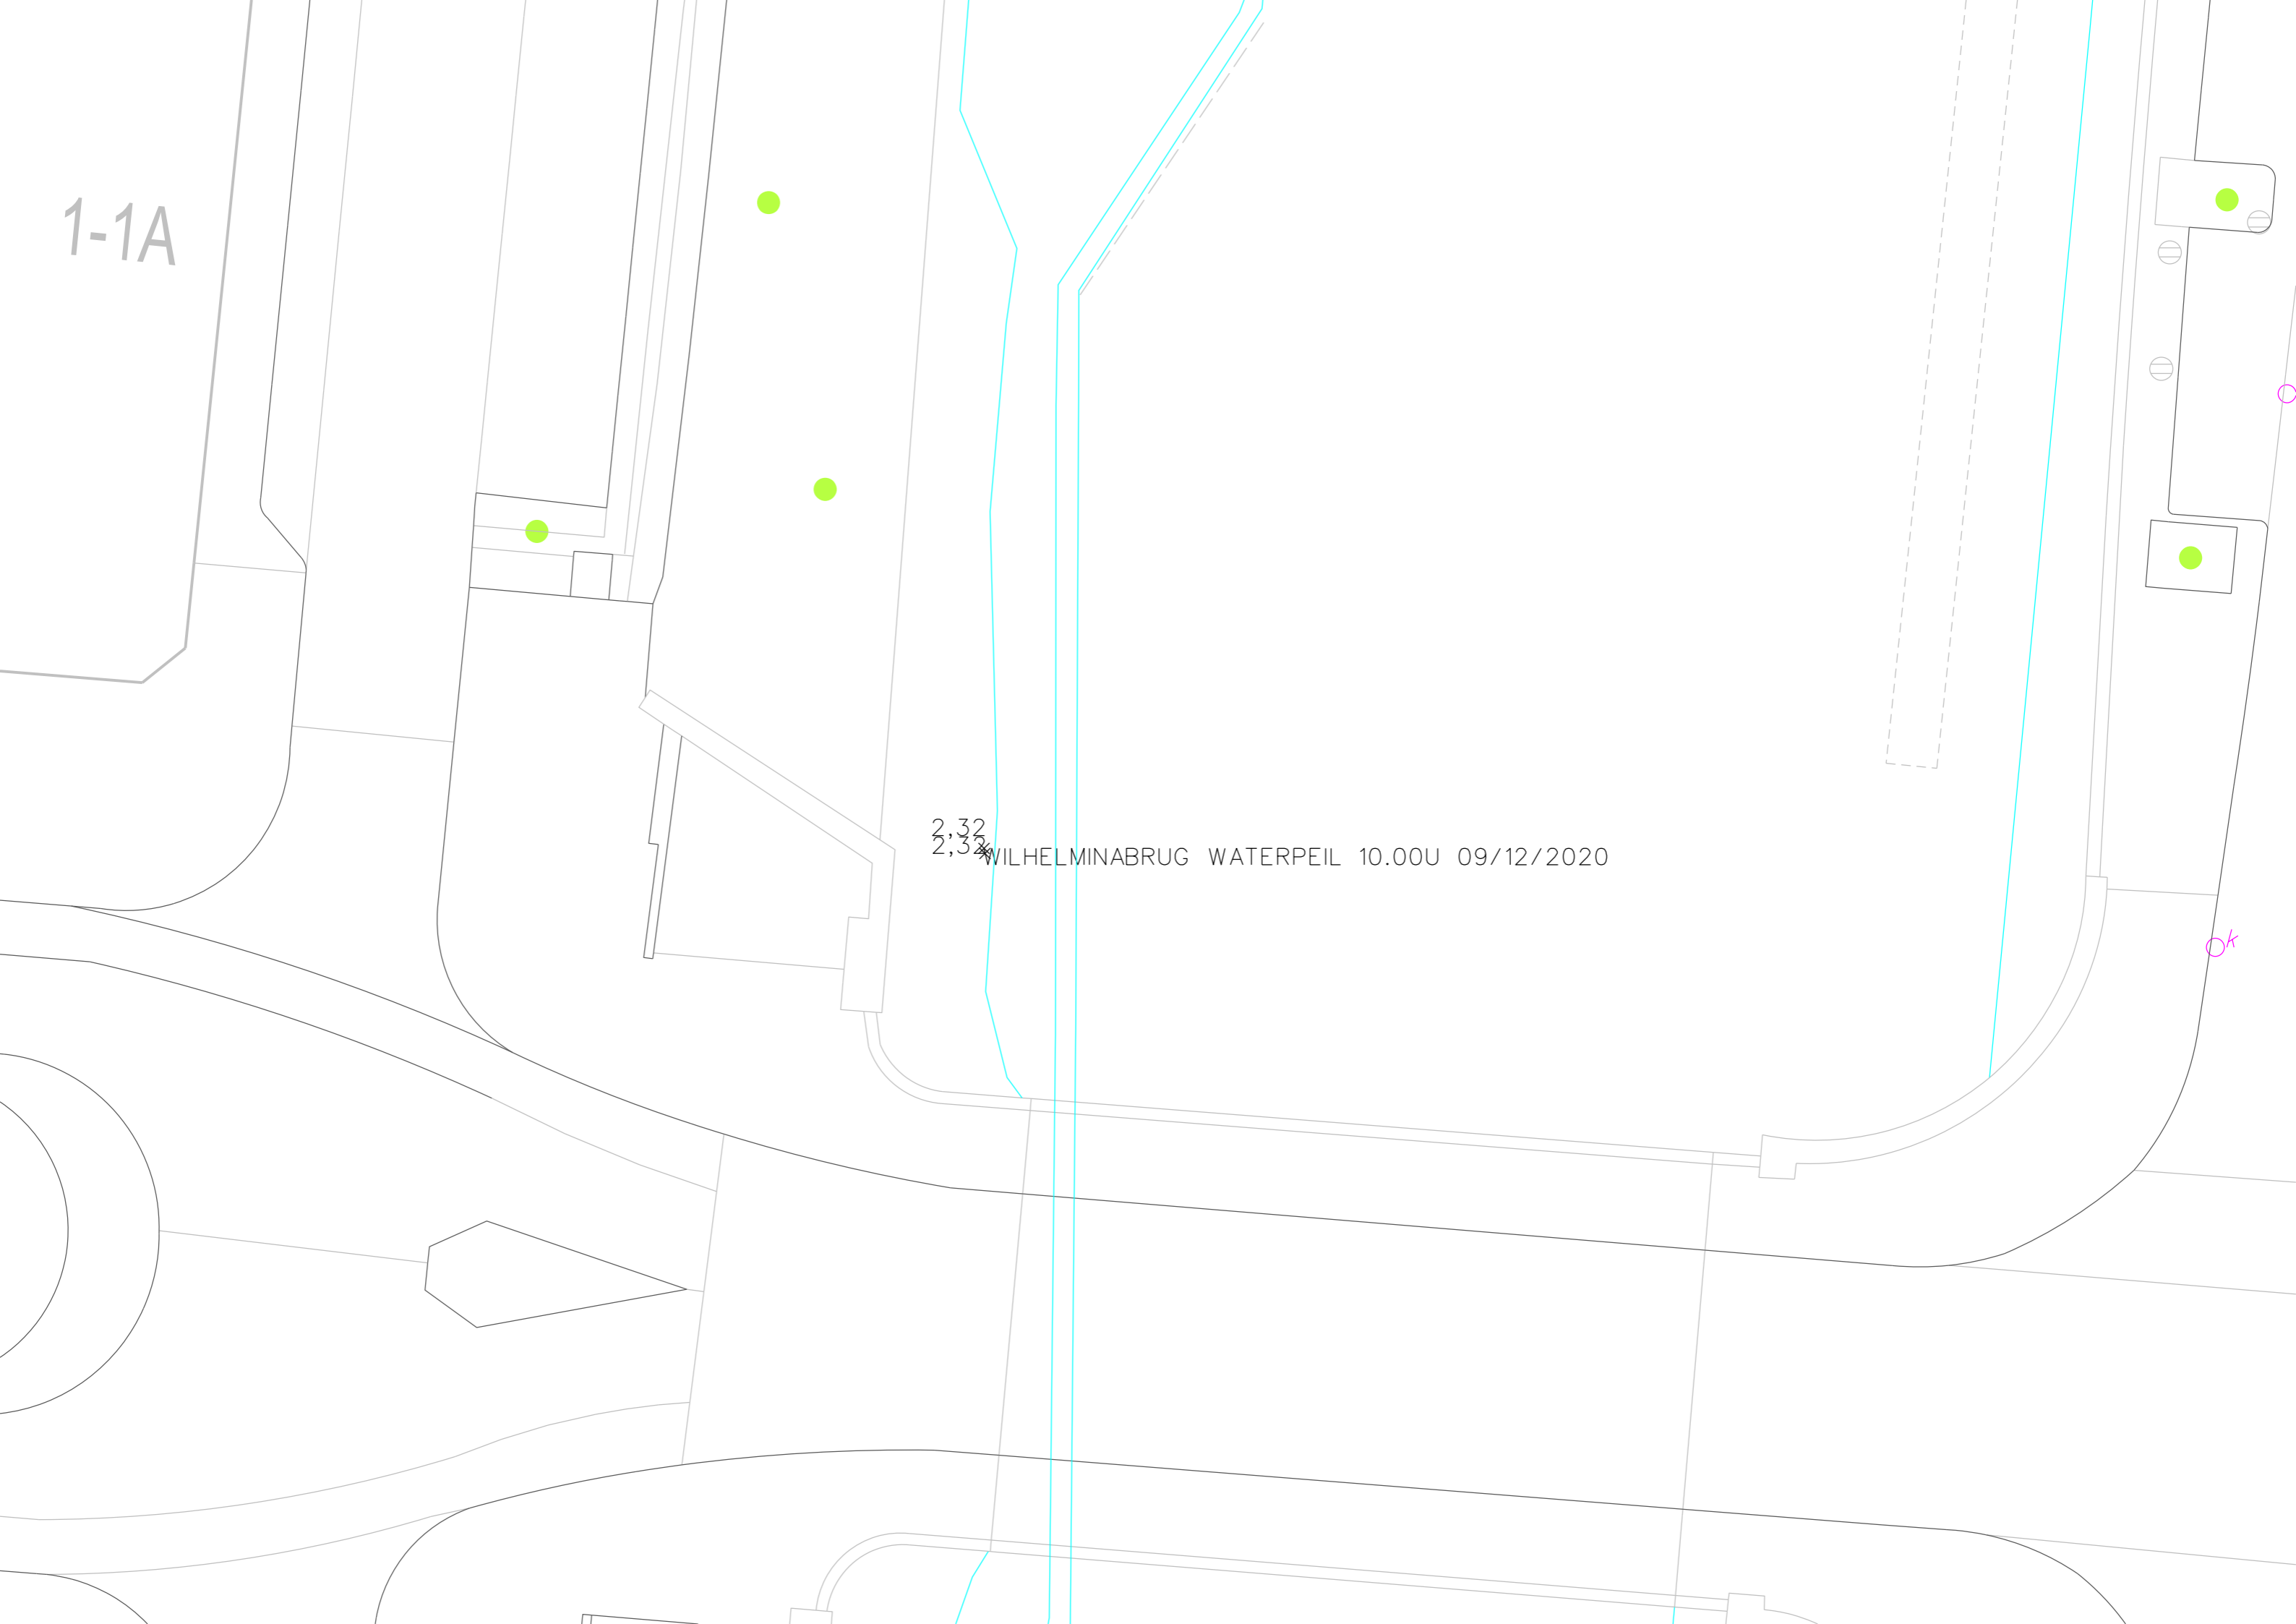 1-1A
2,32
2,32
WILHELMINABRUG WATERPEIL 10.00U 09/12/2020
k